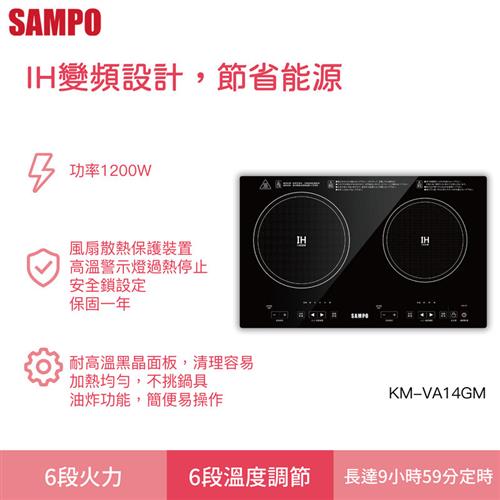 SAMPO
IH變頻設計，節省能源
功率1200W
風扇散熱保護裝置
高溫警示燈過熱停止
安全鎖設定
保固一年
耐高溫黑晶面板，清理容易
加熱均勻，不挑鍋具
油炸功能，簡便易操作
IH
IH
SAMPO
KM-VA14GM
6段火力
6段溫度調節
長達9小時59分定時